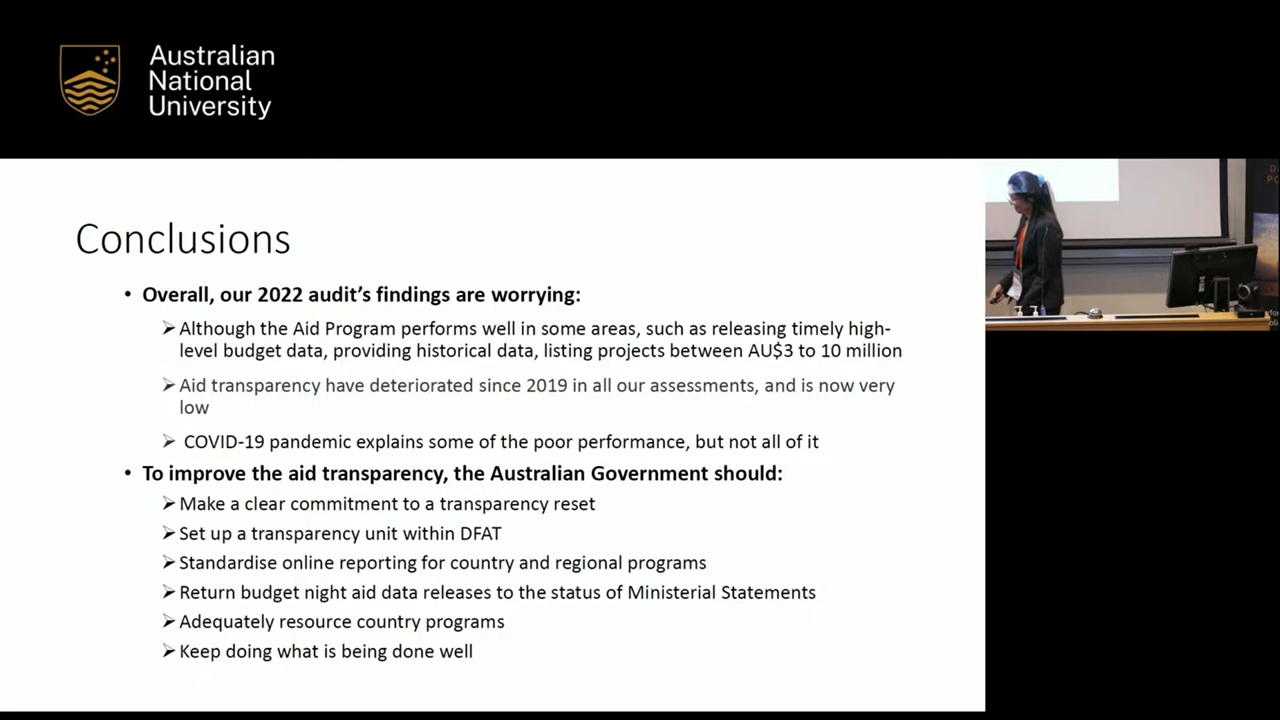 Australian
National
University
Conclusions
• Overall, our 2022 audit's findings are worrying:
➢ Although the Aid Program performs well in some areas, such as releasing timely high-
level budget data, providing historical data, listing projects between AU$3 to 10 million
➢ Aid transparency have deteriorated since 2019 in all our assessments, and is now very
low
➢ COVID-19 pandemic explains some of the poor performance, but not all of it
• To improve the aid transparency, the Australian Government should:
➢ Make a clear commitment to a transparency reset
➢ Set up a transparency unit within DFAT
➢ Standardise online reporting for country and regional programs
➢ Return budget night aid data releases to the status of Ministerial Statements
➢ Adequately resource country programs
➢ Keep doing what is being done well